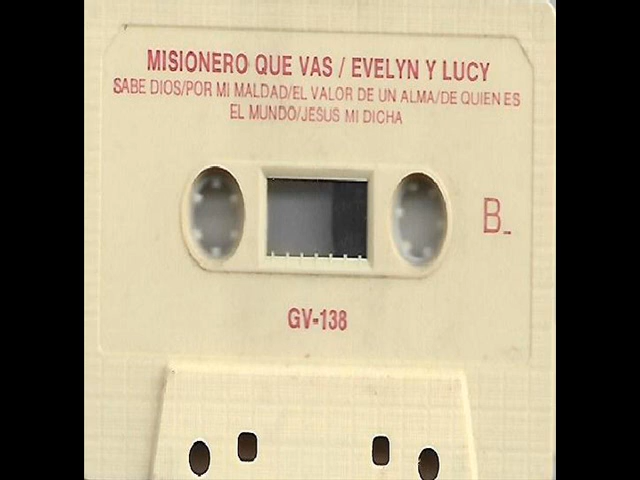 MISIONERO QUE VAS / EVELYN Y LUCY
SABE DIOS/POR MI MALDAD/EL VALOR DE UN ALMA/DE QUIEN ES
EL MUNDO/JESUS MI DICHA
B-
GV-138